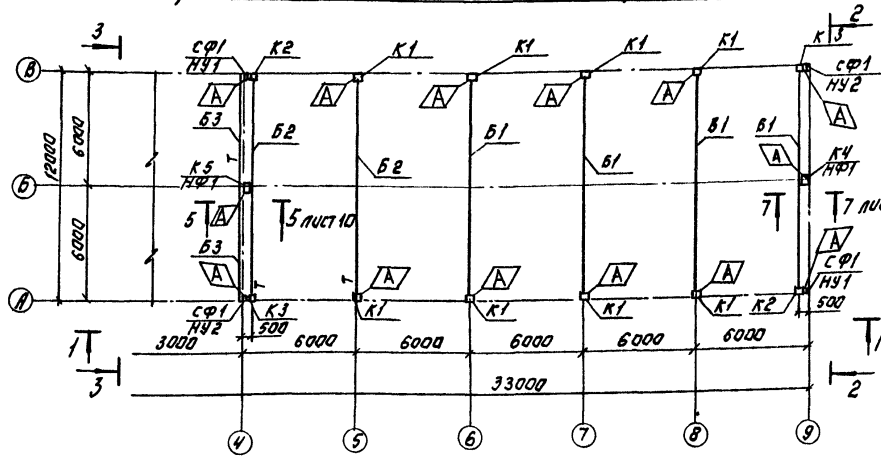 3 2
СФ1 К2 К1 К1 К1 К1 К3
НУ1 СФ1
В НУ2
А А А А А А
Б3 Б2 Б2 Б1 Б1 В1 Б1
6000
12000
Т
К5 А К4
НФ1 НФ1
Б
А
5 5 лист 10 7 7 лис
6000
Б3 А
А Т Т А А А А СФ1
НУ1
А
СФ1 К3 К1 К1 К1 К1 К2
НУ2 500 500
1 3000 6000 6000 6000 6000 6000 1
3 33000 2
4 5 6 7 8 9